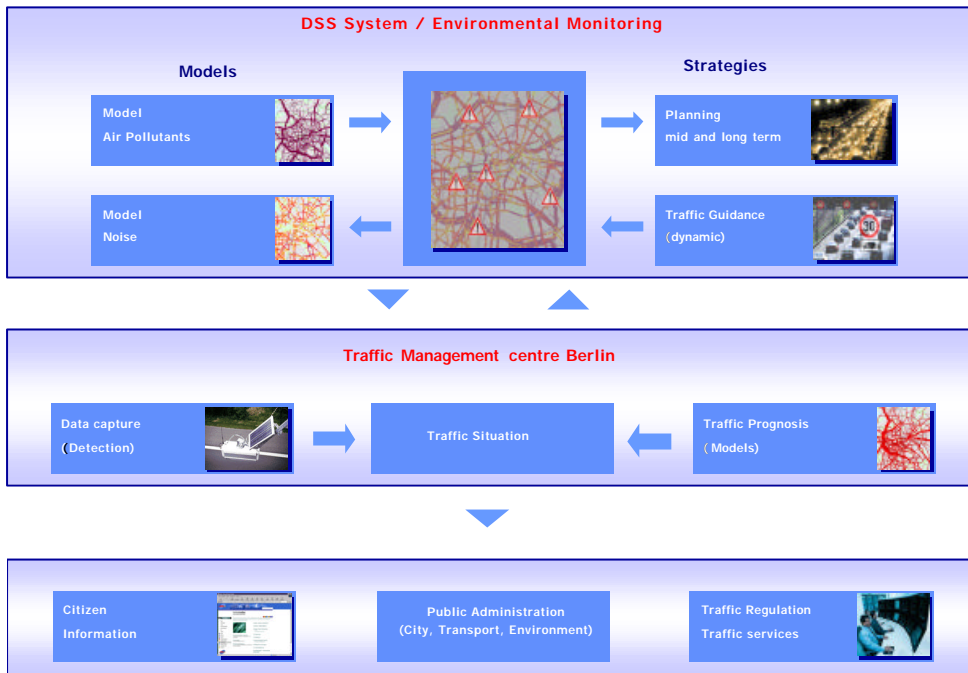 DSS System / Environmental Monitoring
Models
Strategies
Model
Air Pollutants
Planning
mid and long term
Model
Noise
Traffic Guidance
(dynamic)
30
Traffic Management centre Berlin
Data capture
(Detection)
Traffic Situation
Traffic Prognosis
(Models)
Citizen
Information
Public Administration
(City, Transport, Environment)
Traffic Regulation
Traffic services